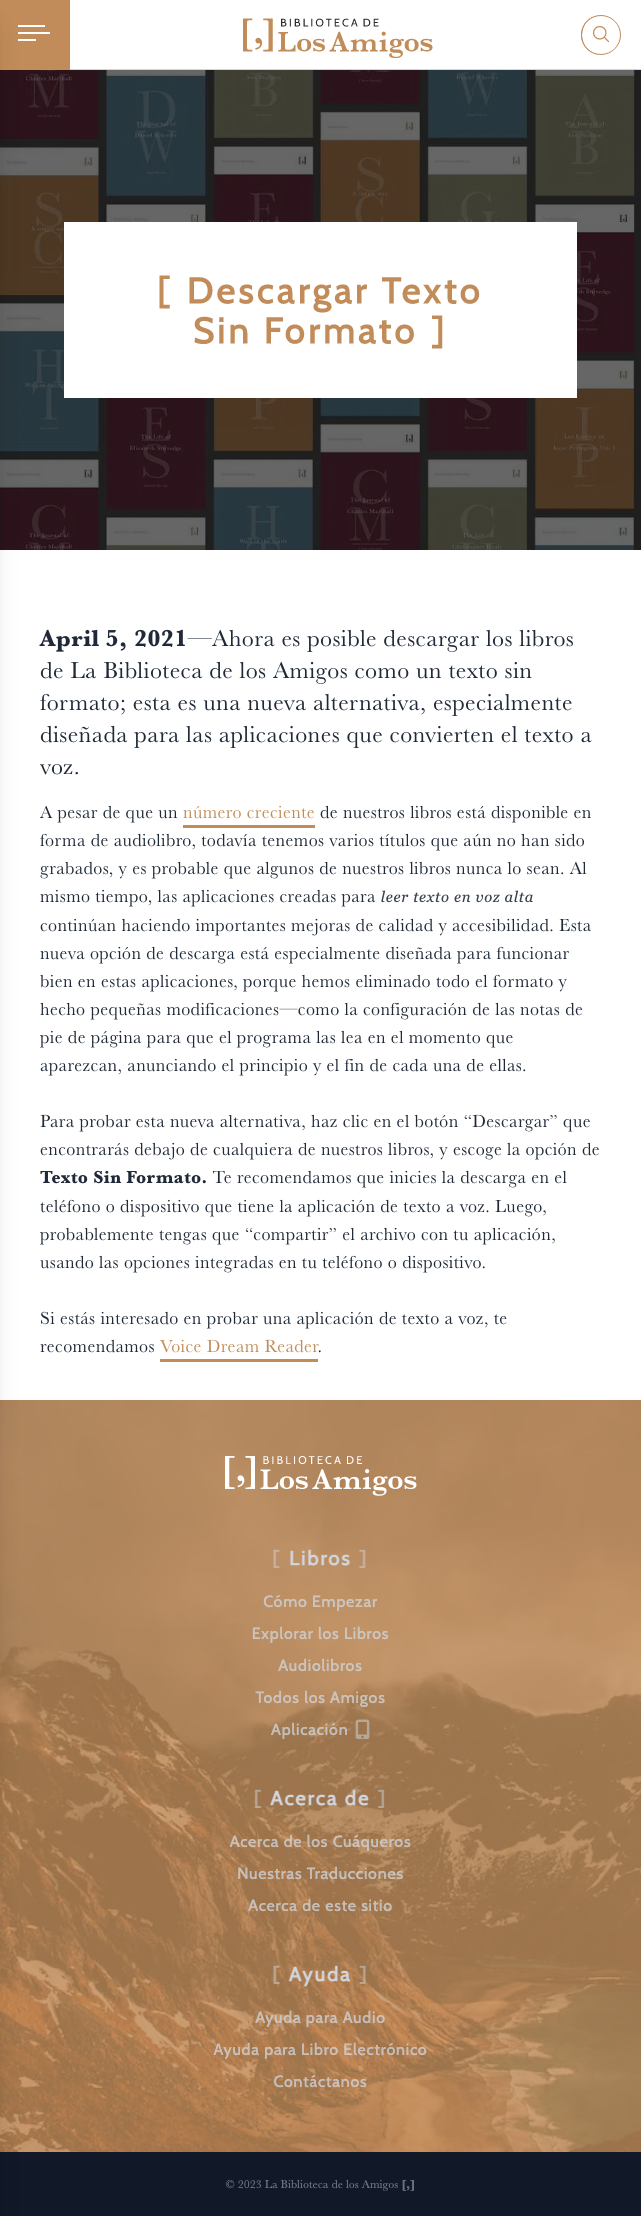 BIBLIOTECA DE
[,] Los Amigos
[ Descargar Texto
Sin Formato ]
April 5, 2021—Ahora es posible descargar los libros
de La Biblioteca de los Amigos como un texto sin
formato; esta es una nueva alternativa, especialmente
diseñada para las aplicaciones que convierten el texto a
voz.
A pesar de que un número creciente de nuestros libros está disponible en
forma de audiolibro, todavía tenemos varios títulos que aún no han sido
grabados, y es probable que algunos de nuestros libros nunca lo sean. Al
mismo tiempo, las aplicaciones creadas para leer texto en voz alta
continúan haciendo importantes mejoras de calidad y accesibilidad. Esta
nueva opción de descarga está especialmente diseñada para funcionar
bien en estas aplicaciones, porque hemos eliminado todo el formato y
hecho pequeñas modificaciones—como la configuración de las notas de
pie de página para que el programa las lea en el momento que
aparezcan, anunciando el principio y el fin de cada una de ellas.
Para probar esta nueva alternativa, haz clic en el botón “Descargar” que
encontrarás debajo de cualquiera de nuestros libros, y escoge la opción de
Texto Sin Formato. Te recomendamos que inicies la descarga en el
teléfono o dispositivo que tiene la aplicación de texto a voz. Luego,
probablemente tengas que “compartir” el archivo con tu aplicación,
usando las opciones integradas en tu teléfono o dispositivo.
Si estás interesado en probar una aplicación de texto a voz, te
recomendamos Voice Dream Reader.
BIBLIOTECA DE
[,] Los Amigos
[ Libros ]
Cómo Empezar
Explorar los Libros
Audiolibros
Todos los Amigos
Aplicación
[ Acerca de ]
Acerca de los Cuáqueros
Nuestras Traducciones
Acerca de este sitio
[ Ayuda ]
Ayuda para Audio
Ayuda para Libro Electrónico
Contáctanos
© 2023 La Biblioteca de los Amigos [,]